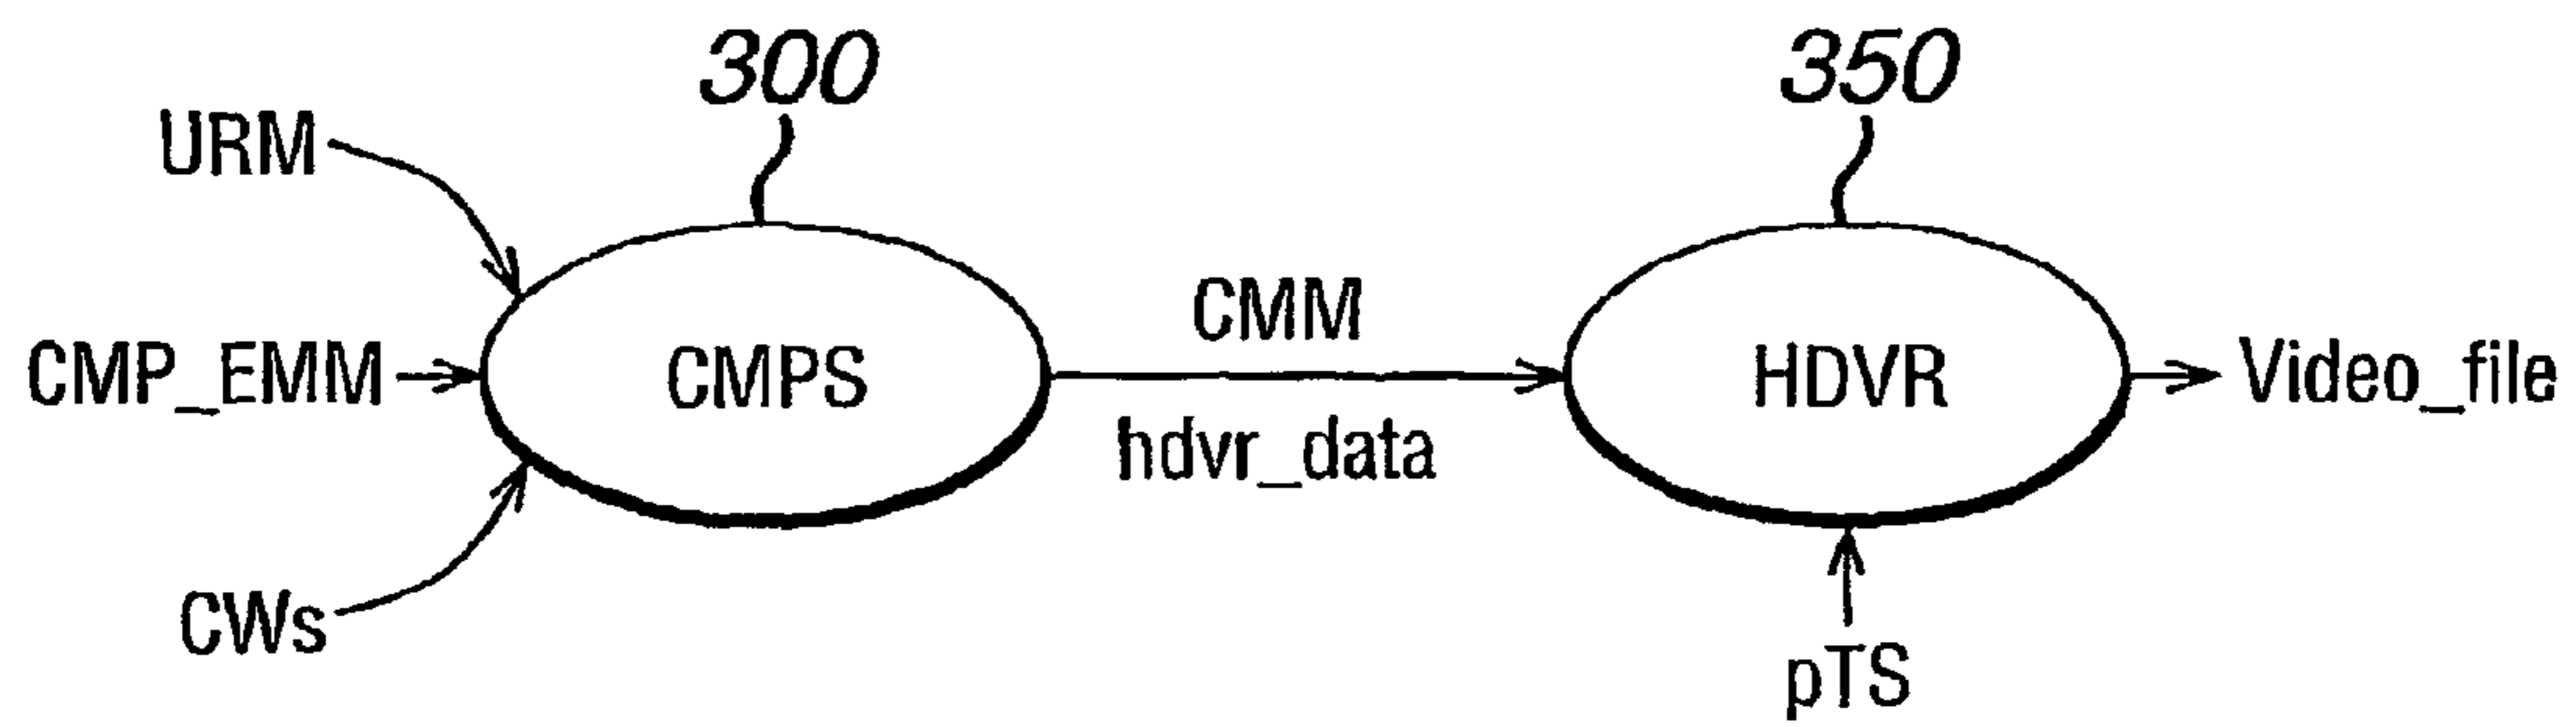 300
350
URM
CMM
CMP_EMM
CMPS
HDVR
Video_file
hdvr_data
CWs
pTS